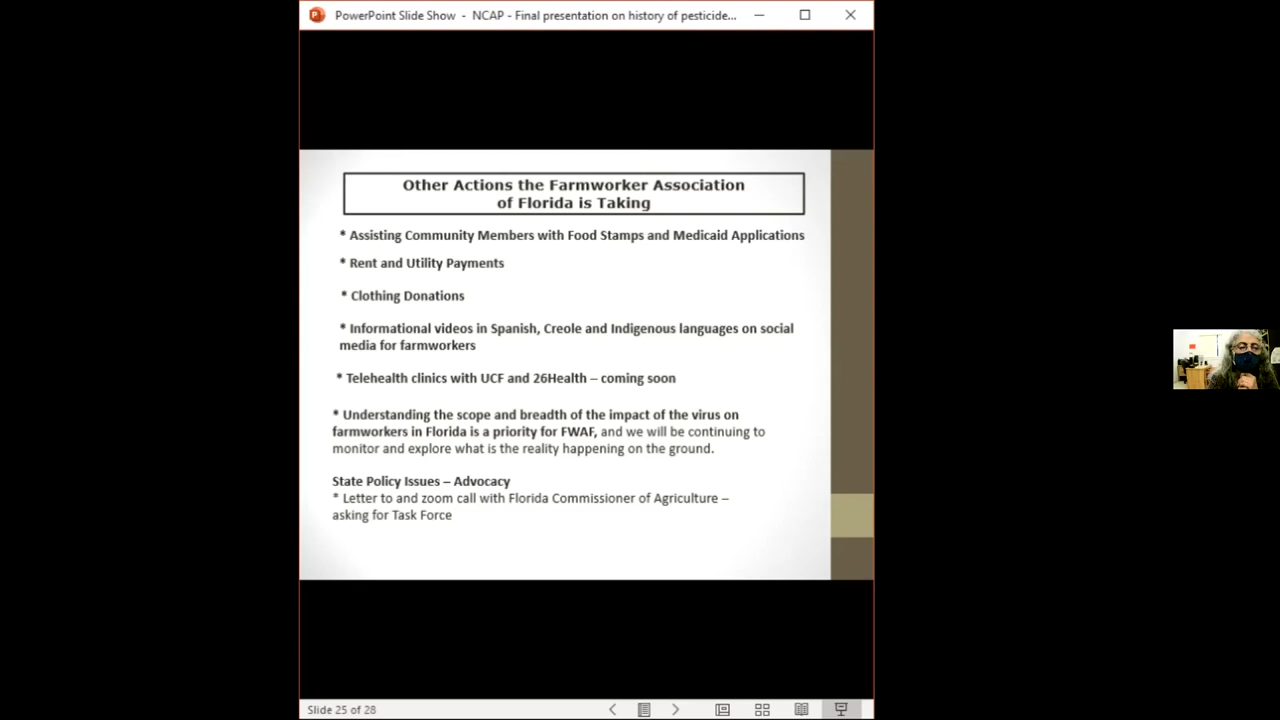 PowerPoint Slide Show - NCAP - Final presentation on history of pesticide...
Other Actions the Farmworker Association
of Florida is Taking
* Assisting Community Members with Food Stamps and Medicaid Applications
* Rent and Utility Payments
* Clothing Donations
* Informational videos in Spanish, Creole and Indigenous languages on social
media for farmworkers
* Telehealth clinics with UCF and 26Health – coming soon
* Understanding the scope and breadth of the impact of the virus on
farmworkers in Florida is a priority for FWAF, and we will be continuing to
monitor and explore what is the reality happening on the ground.
State Policy Issues – Advocacy
* Letter to and zoom call with Florida Commissioner of Agriculture –
asking for Task Force
Slide 25 of 28